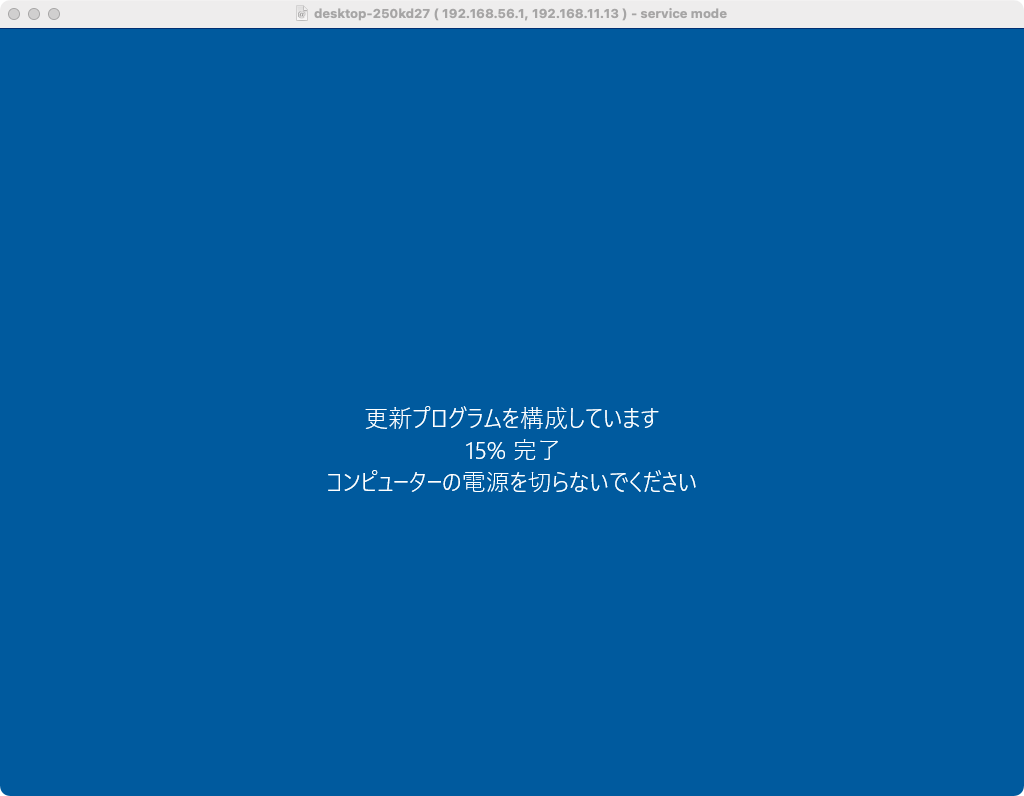 desktop-250kd27 ( 192.168.56.1, 192.168.11.13 ) - service mode
更新プログラムを構成しています
15% 完了
コンピューターの電源を切らないでください